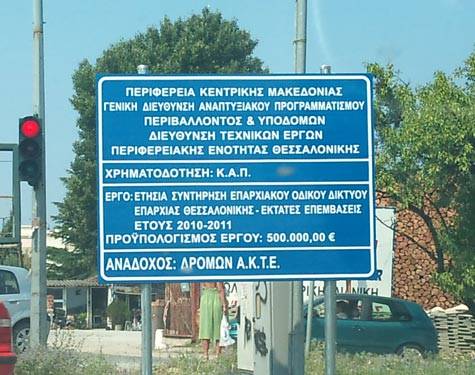 ΠΕΡΙΦΕΡΕΙΑ ΚΕΝΤΡΙΚΗΣ ΜΑΚΕΔΟΝΙΑΣ
ΓΕΝΙΚΗ ΔΙΕΥΘΥΝΣΗ ΑΝΑΠΤΥΞΙΑΚΟΥ ΠΡΟΓΡΑΜΜΑΤΙΣΜΟΥ
ΠΕΡΙΒΑΛΛΟΝΤΟΣ & ΥΠΟΔΟΜΩΝ
ΔΙΕΥΘΥΝΣΗ ΤΕΧΝΙΚΩΝ ΕΡΓΩΝ
ΠΕΡΙΦΕΡΕΙΑΚΗΣ ΕΝΟΤΗΤΑΣ ΘΕΣΣΑΛΟΝΙΚΗΣ
ΧΡΗΜΑΤΟΔΟΤΗΣΗ: Κ.Α.Π.
ΕΡΓΟ: ΕΤΗΣΙΑ ΣΥΝΤΗΡΗΣΗ ΕΠΑΡΧΙΑΚΟΥ ΟΔΙΚΟΥ ΔΙΚΤΥΟΥ
ΕΠΑΡΧΙΑΣ ΘΕΣΣΑΛΟΝΙΚΗΣ - ΕΚΤΑΤΕΣ ΕΠΕΜΒΑΣΕΙΣ
ΕΤΟΥΣ 2010-2011
ΠΡΟΫΠΟΛΟΓΙΣΜΟΣ ΕΡΓΟΥ: 500.000,00 €
ΑΝΑΔΟΧΟΣ: ΔΡΟΜΩΝ Α.Κ.Τ.Ε.